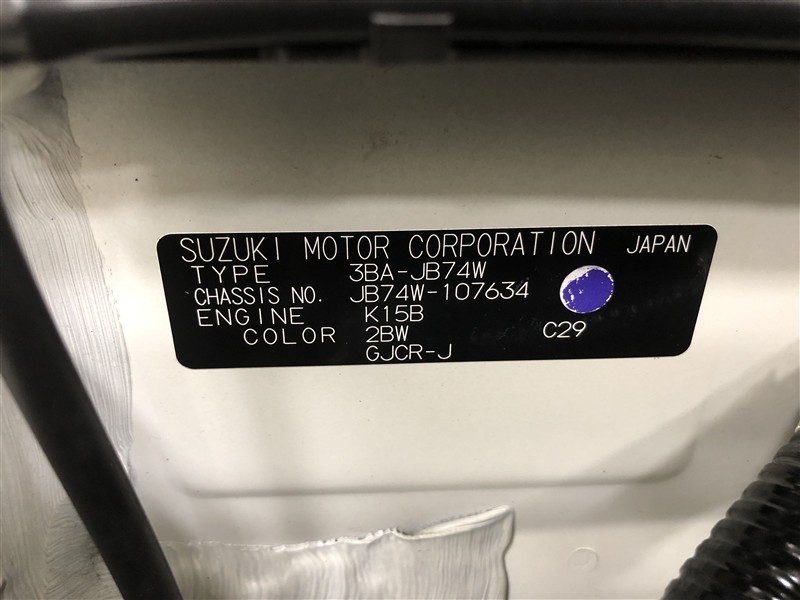 SUZUKI MOTOR CORPORATION JAPAN
TYPE 3BA-JB74W
CHASSIS NO. JB74W-107634
ENGINE K15B
COLOR 2BW C29
GJCR-J